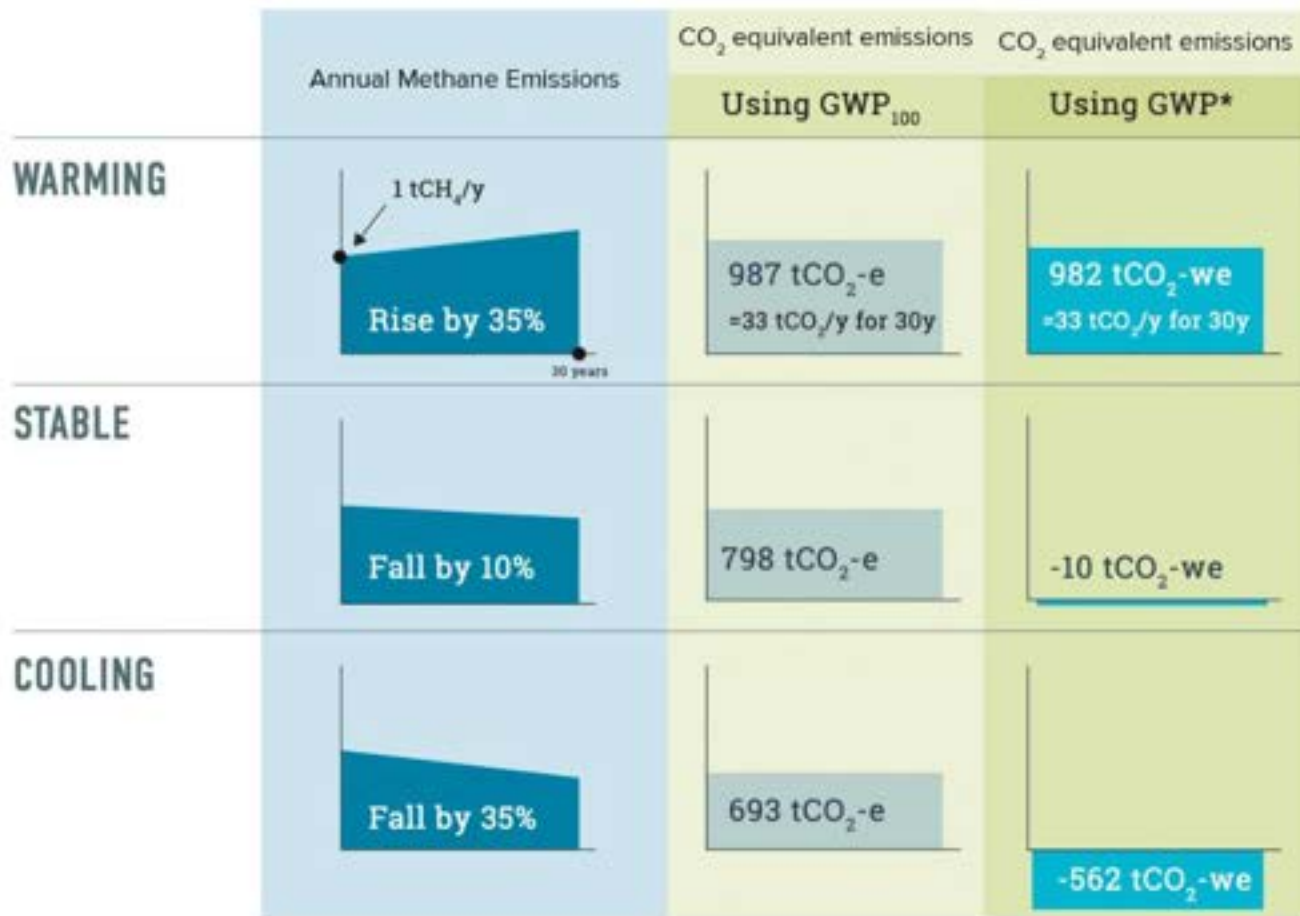 Annual Methane Emissions
CO₂ equivalent emissions
Using GWP₁₀₀
CO₂ equivalent emissions
Using GWP*
WARMING
1 tCH₄/y
Rise by 35%
30 years
987 tCO₂-e
=33 tCO₂/y for 30y
982 tCO₂-we
=33 tCO₂/y for 30y
STABLE
Fall by 10%
798 tCO₂-e
-10 tCO₂-we
COOLING
Fall by 35%
693 tCO₂-e
-562 tCO₂-we